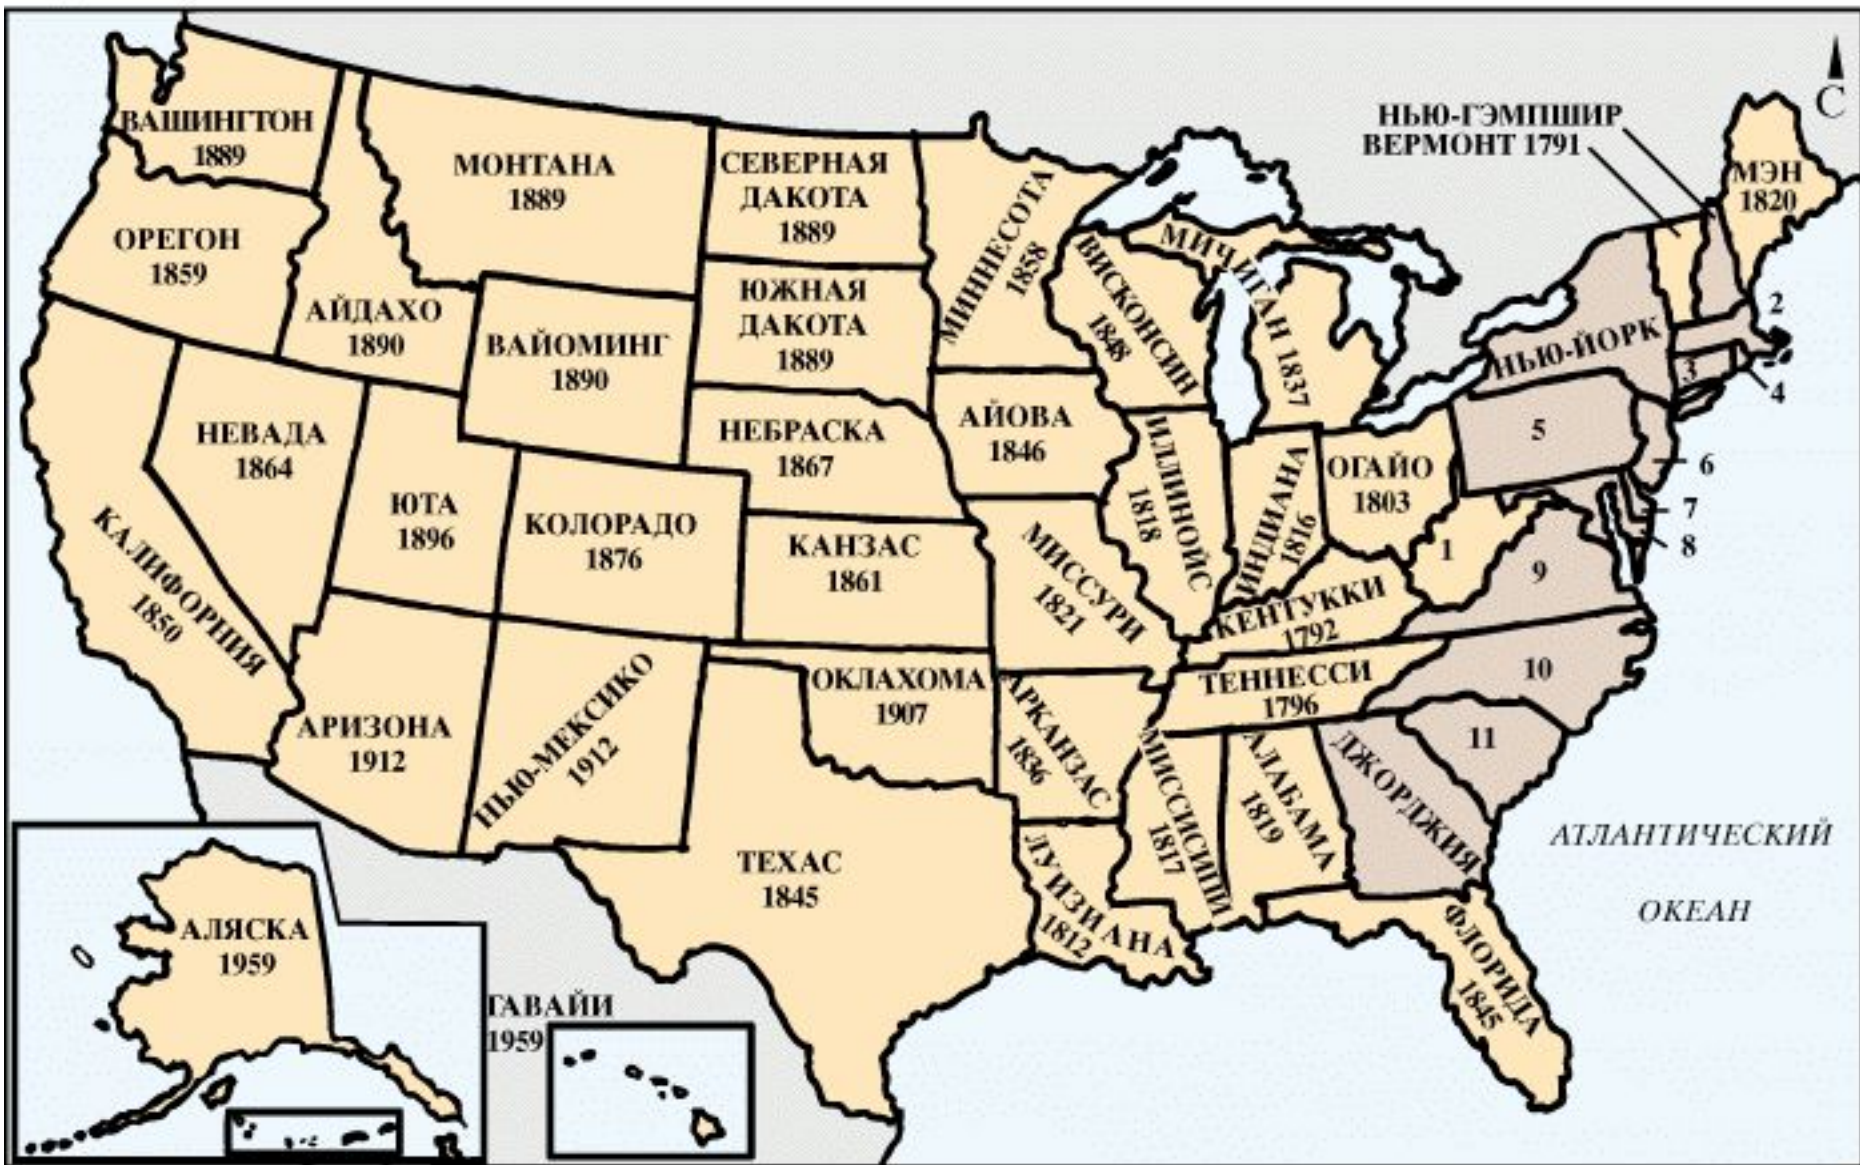 ВАШИНГТОН
1889
ОРЕГОН
1859
КАЛИФОРНИЯ
1850
НЕВАДА
1864
АЙДАХО
1890
МОНТАНА
1889
ВАЙОМИНГ
1890
ЮТА
1896
КОЛОРАДО
1876
АРИЗОНА
1912
НЬЮ-МЕКСИКО
1912
СЕВЕРНАЯ
ДАКОТА
1889
ЮЖНАЯ
ДАКОТА
1889
НЕБРАСКА
1867
КАНЗАС
1861
ОКЛАХОМА
1907
ТЕХАС
1845
МИННЕСОТА
1858
АЙОВА
1846
МИССУРИ
1821
АРКАНЗАС
1836
ЛУИЗИАНА
1812
ВИСКОНСИН
1848
ИЛЛИНОЙС
1818
МИЧИГАН 1837
ИНДИАНА
1816
ОГАЙО
1803
КЕНТУККИ
1792
ТЕННЕССИ
1796
МИССИСИПИ
1817
АЛАБАМА
1819
ДЖОРДЖИЯ
ФЛОРИДА
1845
НЬЮ-ГЭМПШИР
ВЕРМОНТ 1791
МЭН
1820
НЬЮ-ЙОРК
1
2
3
4
5
6
7
8
9
10
11
С
АТЛАНТИЧЕСКИЙ
ОКЕАН
АЛЯСКА
1959
ГАВАЙИ
1959